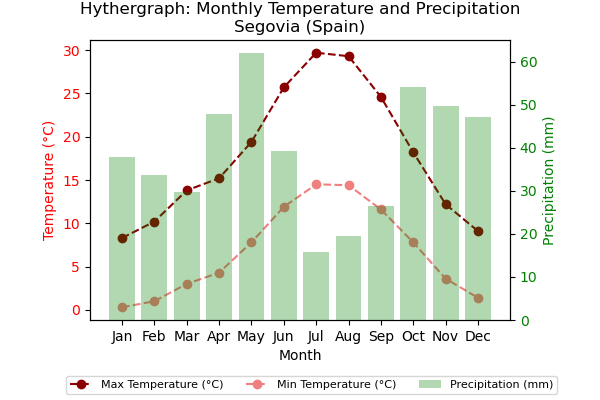 Hythergraph: Monthly Temperature and Precipitation
Segovia (Spain)
Temperature (°C)
30
25
20
15
10
5
0
60
50
40
30
20
10
0
Precipitation (mm)
Jan Feb Mar Apr May Jun Jul Aug Sep Oct Nov Dec
Month
Max Temperature (°C) Min Temperature (°C) Precipitation (mm)